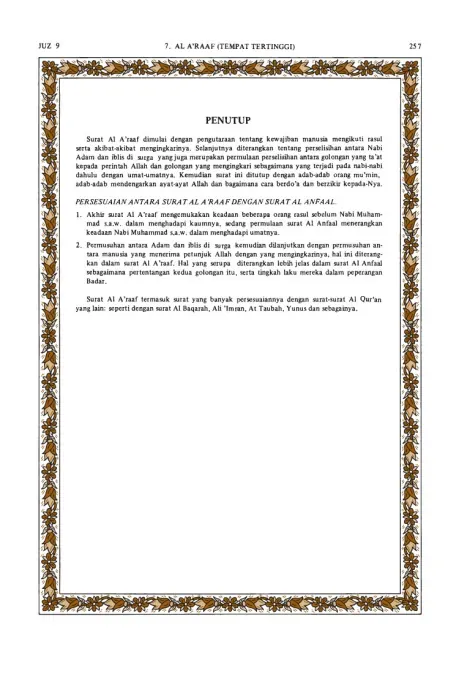 JUZ 9 7. AL A'RAAF (TEMPAT TERTINGGI) 257
PENUTUP
Surat Al A'raaf dimulai dengan pengutaraan tentang kewajiban manusia mengikuti rasul
serta akibat-akibat mengingkarinya. Selanjutnya diterangkan tentang perselisihan antara Nabi
Adam dan iblis di surga yang juga merupakan permulaan perselisihan antara golongan yang ta'at
kepada perintah Allah dan golongan yang mengingkari sebagaimana yang terjadi pada nabi-nabi
dahulu dengan umat-umatnya. Kemudian surat ini ditutup dengan adab-adab orang mu'min,
adab-adab mendengarkan ayat-ayat Allah dan bagaimana cara berdo'a dan berzikir kepada-Nya.
PERSESUAIAN ANTARA SURAT AL A'RAAF DENGAN SURAT AL ANFAAL.
1. Akhir surat Al A'raaf mengemukakan keadaan beberapa orang rasul sebelum Nabi Muham-
mad s.a.w. dalam menghadapi kaumnya, sedang permulaan surat Al Anfaal menerangkan
keadaan Nabi Muhammad s.a.w. dalam menghadapi umatnya.
2. Permusuhan antara Adam dan iblis di surga kemudian dilanjutkan dengan permusuhan an-
tara manusia yang menerima petunjuk Allah dengan yang mengingkarinya, hal ini diterang-
kan dalam surat Al A'raaf. Hal yang serupa diterangkan lebih jelas dalam surat Al Anfaal
sebagaimana pertentangan kedua golongan itu, serta tingkah laku mereka dalam peperangan
Badar.
Surat Al A'raaf termasuk surat yang banyak persesuaiannya dengan surat-surat Al Qur'an
yang lain: seperti dengan surat Al Baqarah, Ali 'Imran, At Taubah, Yunus dan sebagainya.